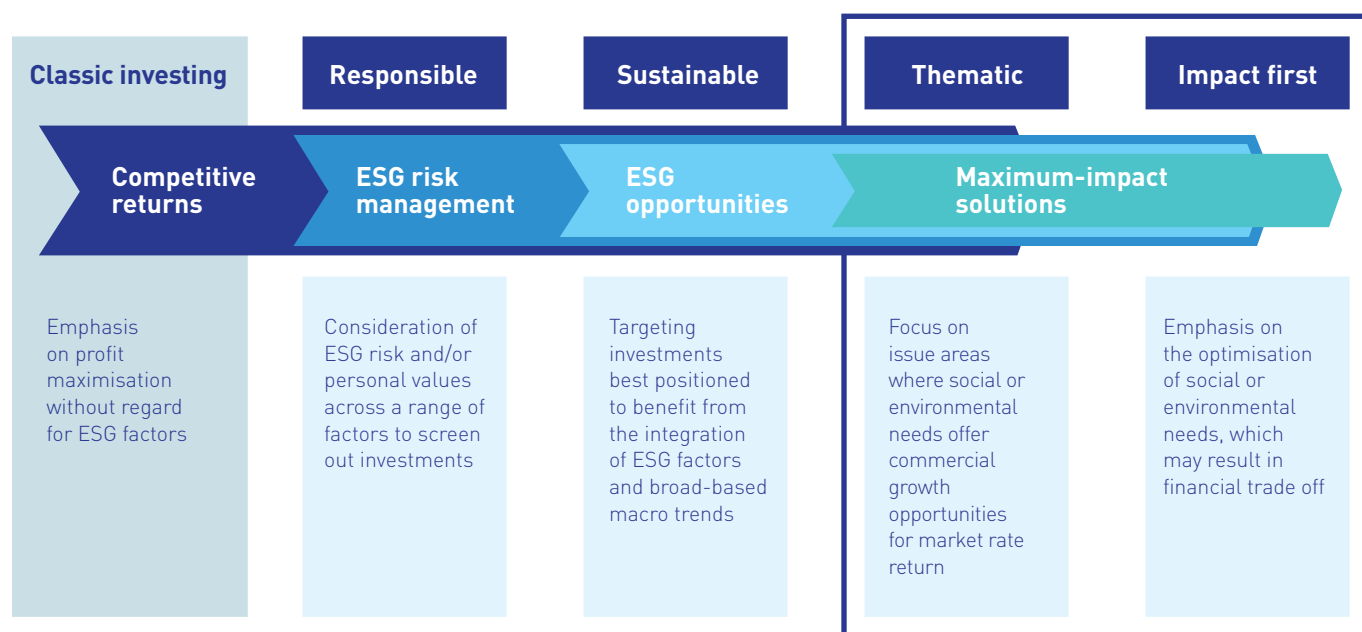 Classic investing
Responsible
Sustainable
Thematic
Impact first
Competitive
returns
ESG risk
management
ESG
opportunities
Maximum-impact
solutions
Emphasis
on profit
maximisation
without regard
for ESG factors
Consideration of
ESG risk and/or
personal values
across a range of
factors to screen
out investments
Targeting
investments
best positioned
to benefit from
the integration
of ESG factors
and broad-based
macro trends
Focus on
issue areas
where social or
environmental
needs offer
commercial
growth
opportunities
for market rate
return
Emphasis on
the optimisation
of social or
environmental
needs, which
may result in
financial trade off